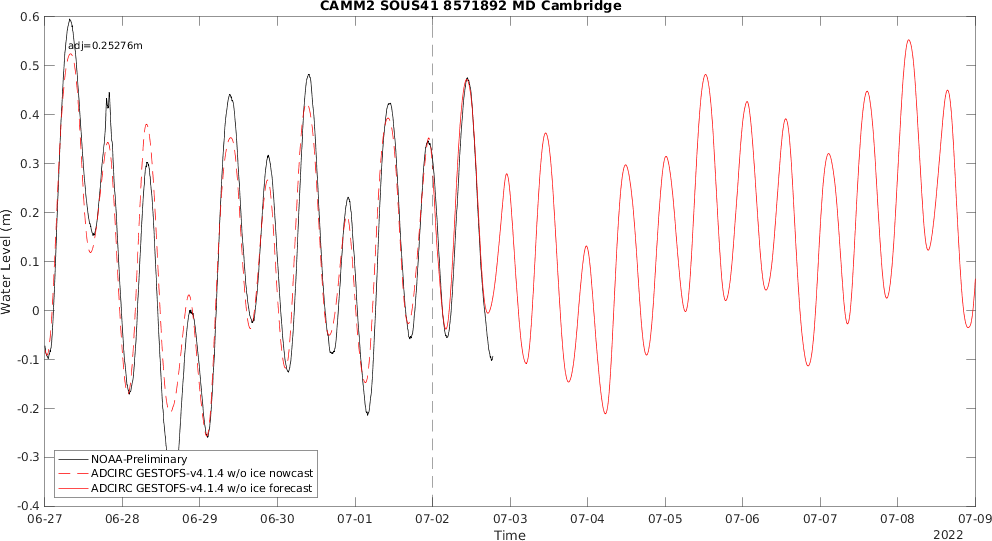 CAMM2 SOUS41 8571892 MD Cambridge
adj=0.25276m
0.6
0.5
0.4
0.3
0.2
0.1
0
-0.1
-0.2
-0.3
-0.4
Water Level (m)
NOAA-Preliminary
ADCIRC GESTOFS-v4.1.4 w/o ice nowcast
ADCIRC GESTOFS-v4.1.4 w/o ice forecast
06-27 06-28 06-29 06-30 07-01 07-02 07-03 07-04 07-05 07-06 07-07 07-08 07-09
Time
2022